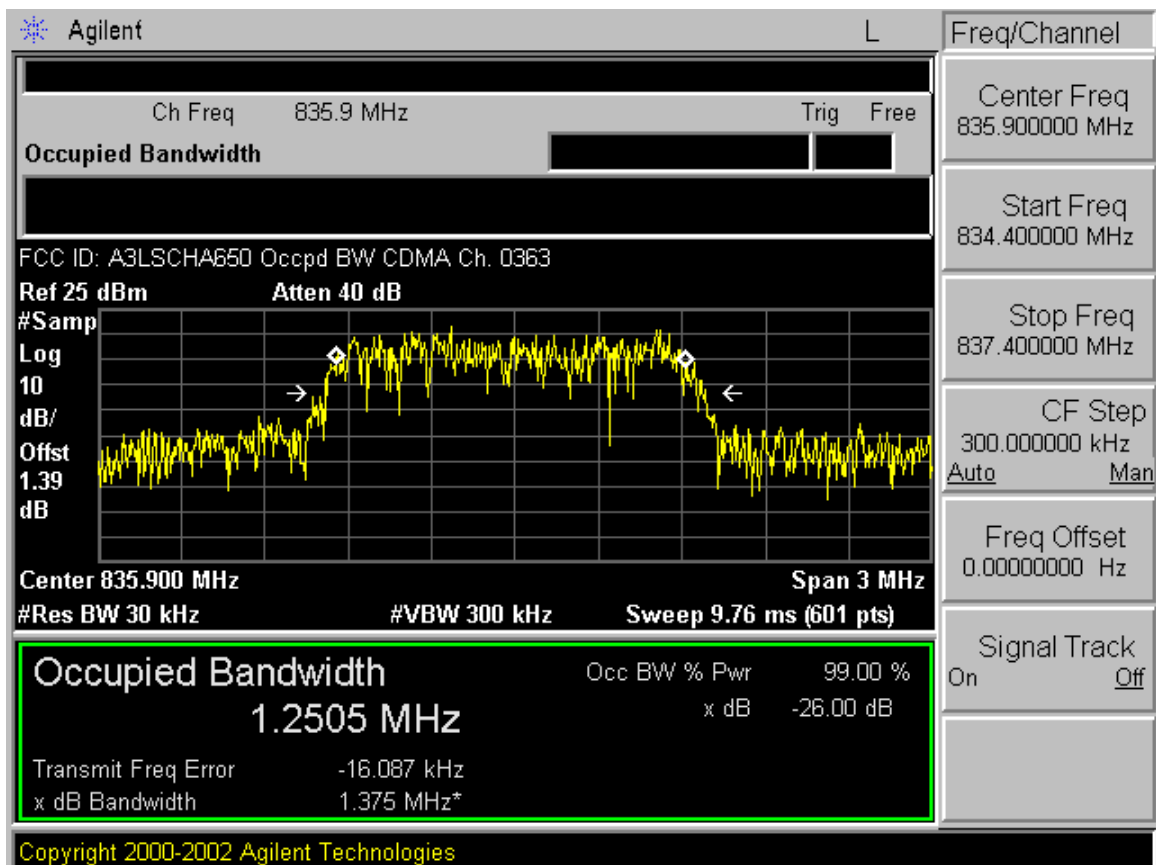 Agilent L
Freq/Channel
Ch Freq 835.9 MHz Trig Free
Occupied Bandwidth
FCC ID: A3LSCHA650 Occpd BW CDMA Ch. 0363
Ref 25 dBm Atten 40 dB
#Samp
Log
10
dB/
Offst
1.39
dB
Center 835.900 MHz Span 3 MHz
#Res BW 30 kHz #VBW 300 kHz Sweep 9.76 ms (601 pts)
Occupied Bandwidth
1.2505 MHz
Occ BW % Pwr 99.00 %
x dB -26.00 dB
Transmit Freq Error -16.087 kHz
x dB Bandwidth 1.375 MHz*
Center Freq
835.900000 MHz
Start Freq
834.400000 MHz
Stop Freq
837.400000 MHz
CF Step
300.000000 kHz
Auto Man
Freq Offset
0.00000000 Hz
Signal Track
On Off
Copyright 2000-2002 Agilent Technologies